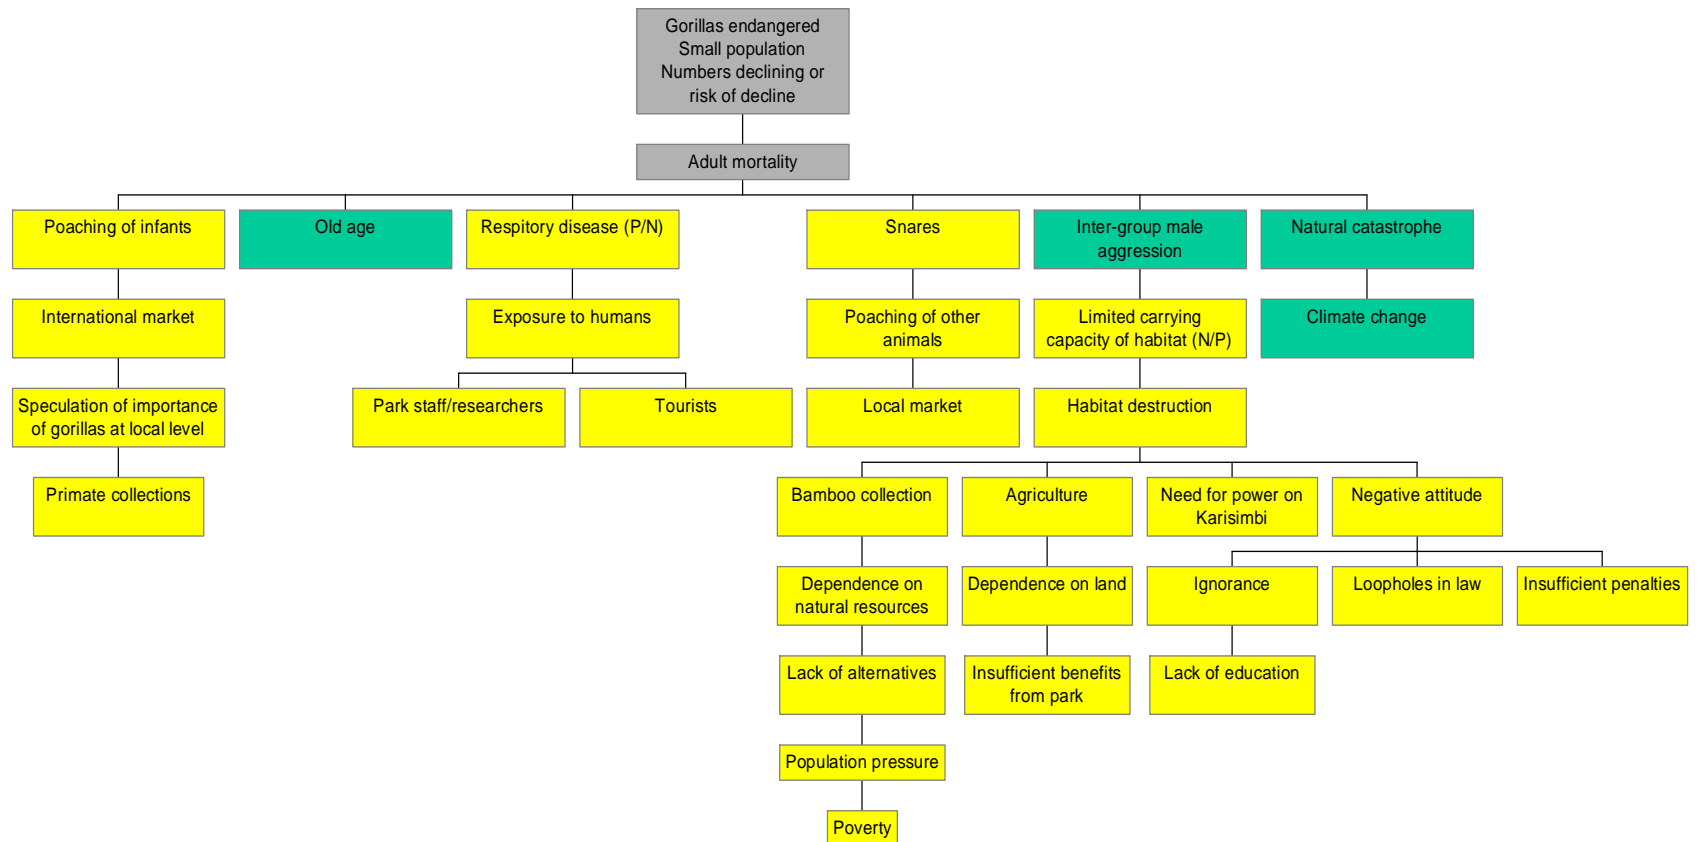 Gorillas endangered
Small population
Numbers declining or
risk of decline
Adult mortality
Poaching of infants
Old age
Respitory disease (P/N)
Snares
Inter-group male
aggression
Natural catastrophe
International market
Exposure to humans
Poaching of other
animals
Limited carrying
capacity of habitat (N/P)
Climate change
Speculation of importance
of gorillas at local level
Park staff/researchers
Tourists
Local market
Habitat destruction
Primate collections
Bamboo collection
Agriculture
Need for power on
Karisimbi
Negative attitude
Dependence on
natural resources
Dependence on land
Ignorance
Loopholes in law
Insufficient penalties
Lack of alternatives
Insufficient benefits
from park
Lack of education
Population pressure
Poverty